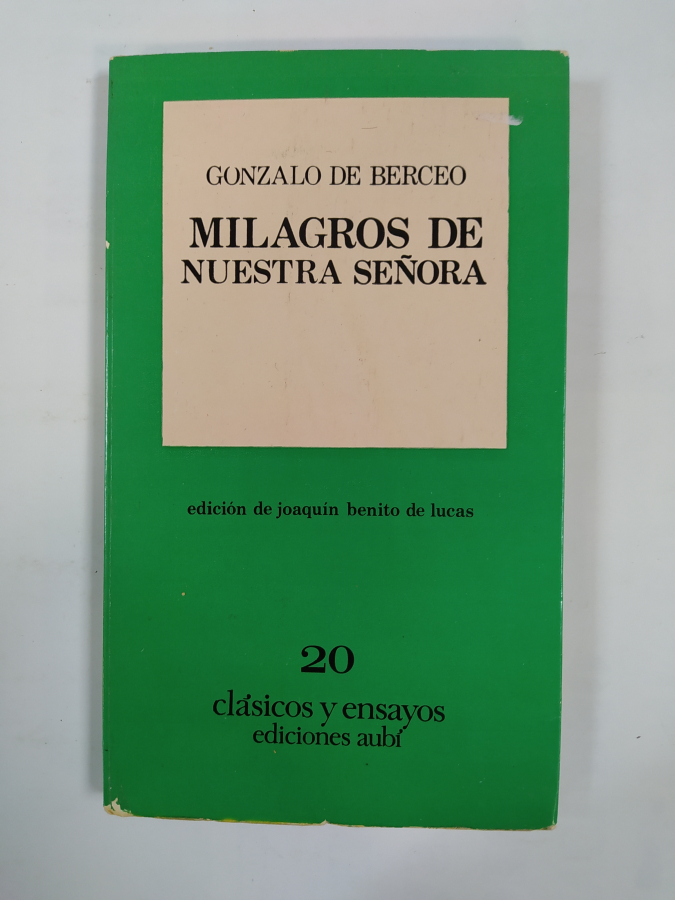 GONZALO DE BERCEO
MILAGROS DE
NUESTRA SEÑORA
edición de joaquín benito de lucas
20
clásicos y ensayos
ediciones aubí